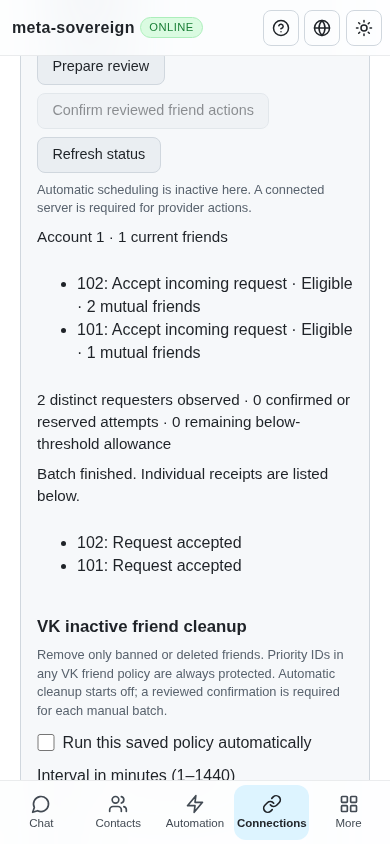 meta-sovereign ONLINE
Prepare review
Confirm reviewed friend actions
Refresh status
Automatic scheduling is inactive here. A connected
server is required for provider actions.
Account 1 · 1 current friends
• 102: Accept incoming request · Eligible
· 2 mutual friends
• 101: Accept incoming request · Eligible
· 1 mutual friends
2 distinct requesters observed · 0 confirmed or
reserved attempts · 0 remaining below-
threshold allowance
Batch finished. Individual receipts are listed
below.
• 102: Request accepted
• 101: Request accepted
VK inactive friend cleanup
Remove only banned or deleted friends. Priority IDs in
any VK friend policy are always protected. Automatic
cleanup starts off; a reviewed confirmation is required
for each manual batch.
Run this saved policy automatically
Interval in minutes (1–1440)
Chat Contacts Automation Connections More